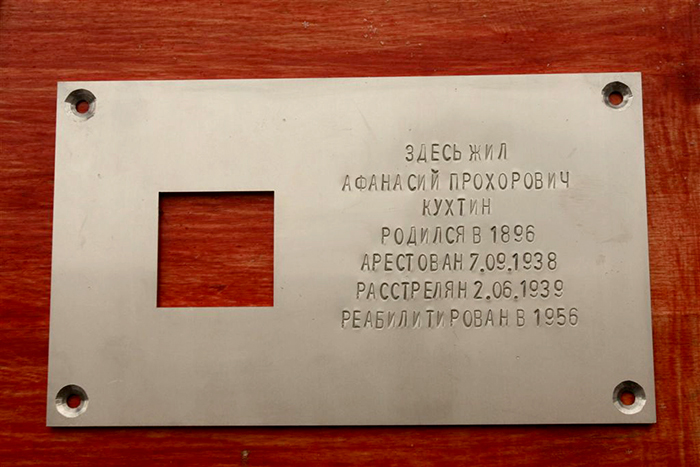 ЗДЕСЬ ЖИЛ
АФАНАСИЙ ПРОХОРОВИЧ
КУХТИН
РОДИЛСЯ В 1896
АРЕСТОВАН 7.09.1938
РАССТРЕЛЯН 2.06.1939
РЕАБИЛИТИРОВАН В 1956